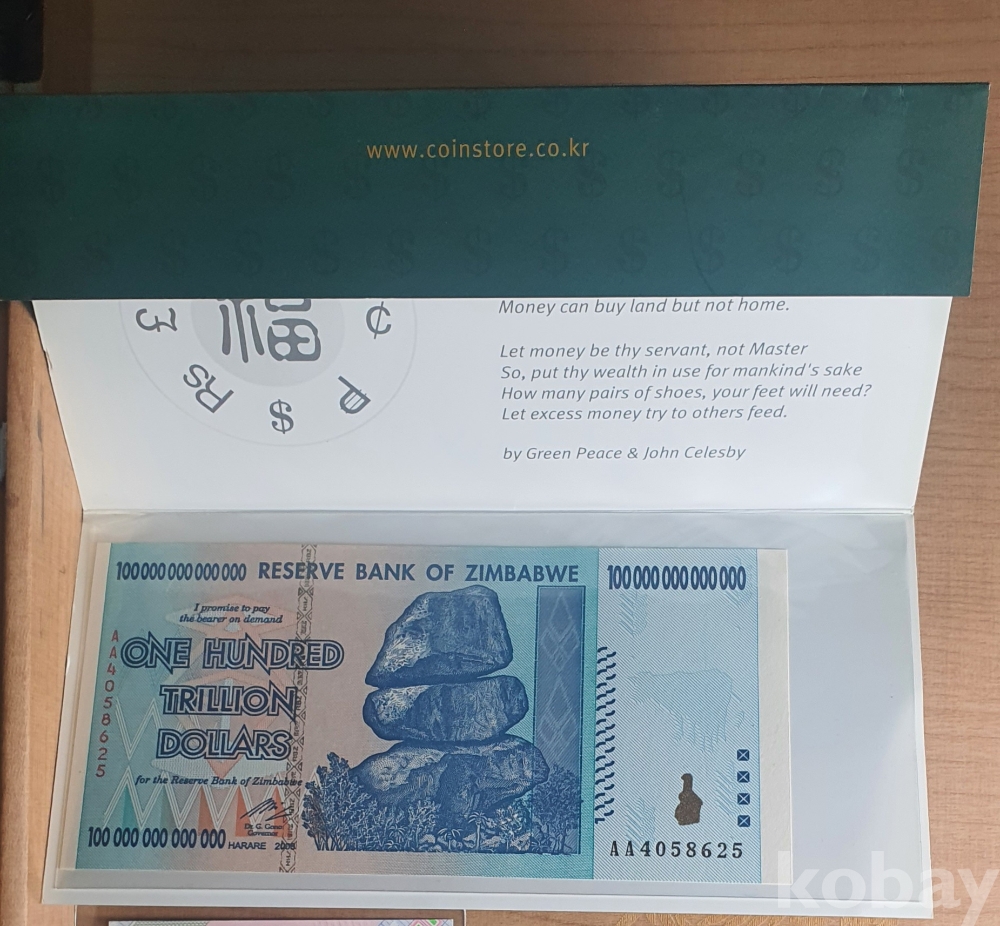 www.coinstore.co.kr
Money can buy land but not home.
Let money be thy servant, not Master
So, put thy wealth in use for mankind's sake
How many pairs of shoes, your feet will need?
Let excess money try to others feed.
by Green Peace & John Celesby
£
Rs
$
₱
¢
福
100000000000000 RESERVE BANK OF ZIMBABWE 100000000000000
I promise to pay
the bearer on demand
ONE HUNDRED
TRILLION
DOLLARS
for the Reserve Bank of Zimbabwe
Dr. G. Gono
Governor
100 000 000 000 000 HARARE 2008
AA4058625
AA4058625
kobay